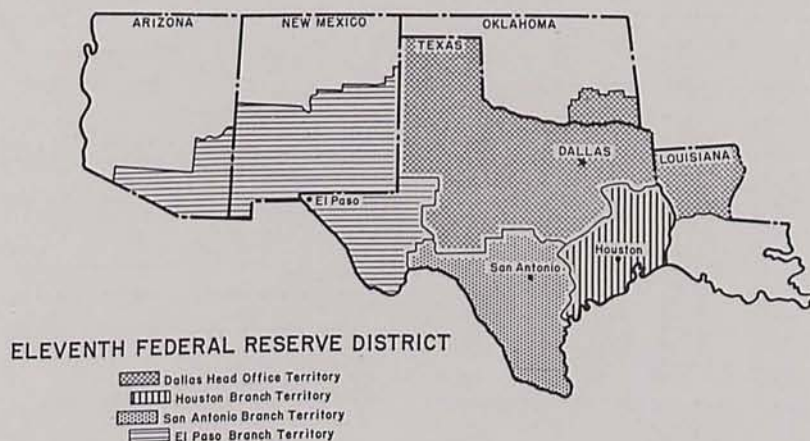 ARIZONA
NEW MEXICO
OKLAHOMA
TEXAS
DALLAS
LOUISIANA
El Paso
Houston
San Antonio
ELEVENTH FEDERAL RESERVE DISTRICT
Dallas Head Office Territory
Houston Branch Territory
San Antonio Branch Territory
El Paso Branch Territory